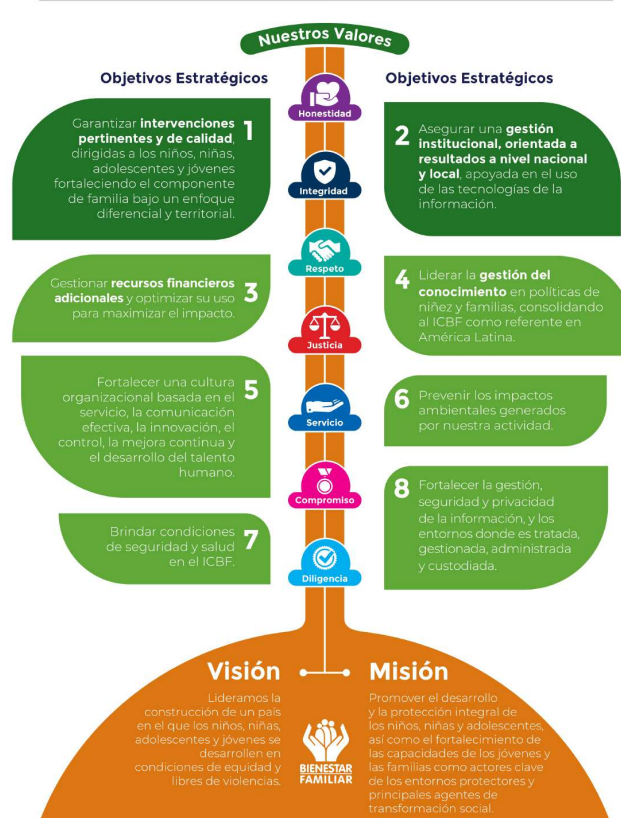 Nuestros Valores
Objetivos Estratégicos
Objetivos Estratégicos
Honestidad
1
Garantizar intervenciones
pertinentes y de calidad,
dirigidas a los niños, niñas,
adolescentes y jóvenes
fortaleciendo el componente
de familia bajo un enfoque
diferencial y territorial.
2
Asegurar una gestión
institucional, orientada a
resultados a nivel nacional
y local, apoyada en el uso
de las tecnologías de la
información.
Integridad
Respeto
3
Gestionar recursos financieros
adicionales y optimizar su uso
para maximizar el impacto.
4
Liderar la gestión del
conocimiento en políticas de
niñez y familias, consolidando
al ICBF como referente en
América Latina.
Justicia
5
Fortalecer una cultura
organizacional basada en el
servicio, la comunicación
efectiva, la innovación, el
control, la mejora continua y
el desarrollo del talento
humano.
6
Prevenir los impactos
ambientales generados
por nuestra actividad.
Servicio
Compromiso
7
Brindar condiciones
de seguridad y salud
en el ICBF.
8
Fortalecer la gestión,
seguridad y privacidad
de la información, y los
entornos donde es tratada,
gestionada, administrada
y custodiada.
Diligencia
Visión
Lideramos la
construcción de un país
en el que los niños, niñas,
adolescentes y jóvenes se
desarrollen en
condiciones de equidad y
libres de violencias.
BIENESTAR
FAMILIAR
Misión
Promover el desarrollo
y la protección integral de
los niños, niñas y adolescentes,
así como el fortalecimiento de
las capacidades de los jóvenes y
las familias como actores clave
de los entornos protectores y
principales agentes de
transformación social.